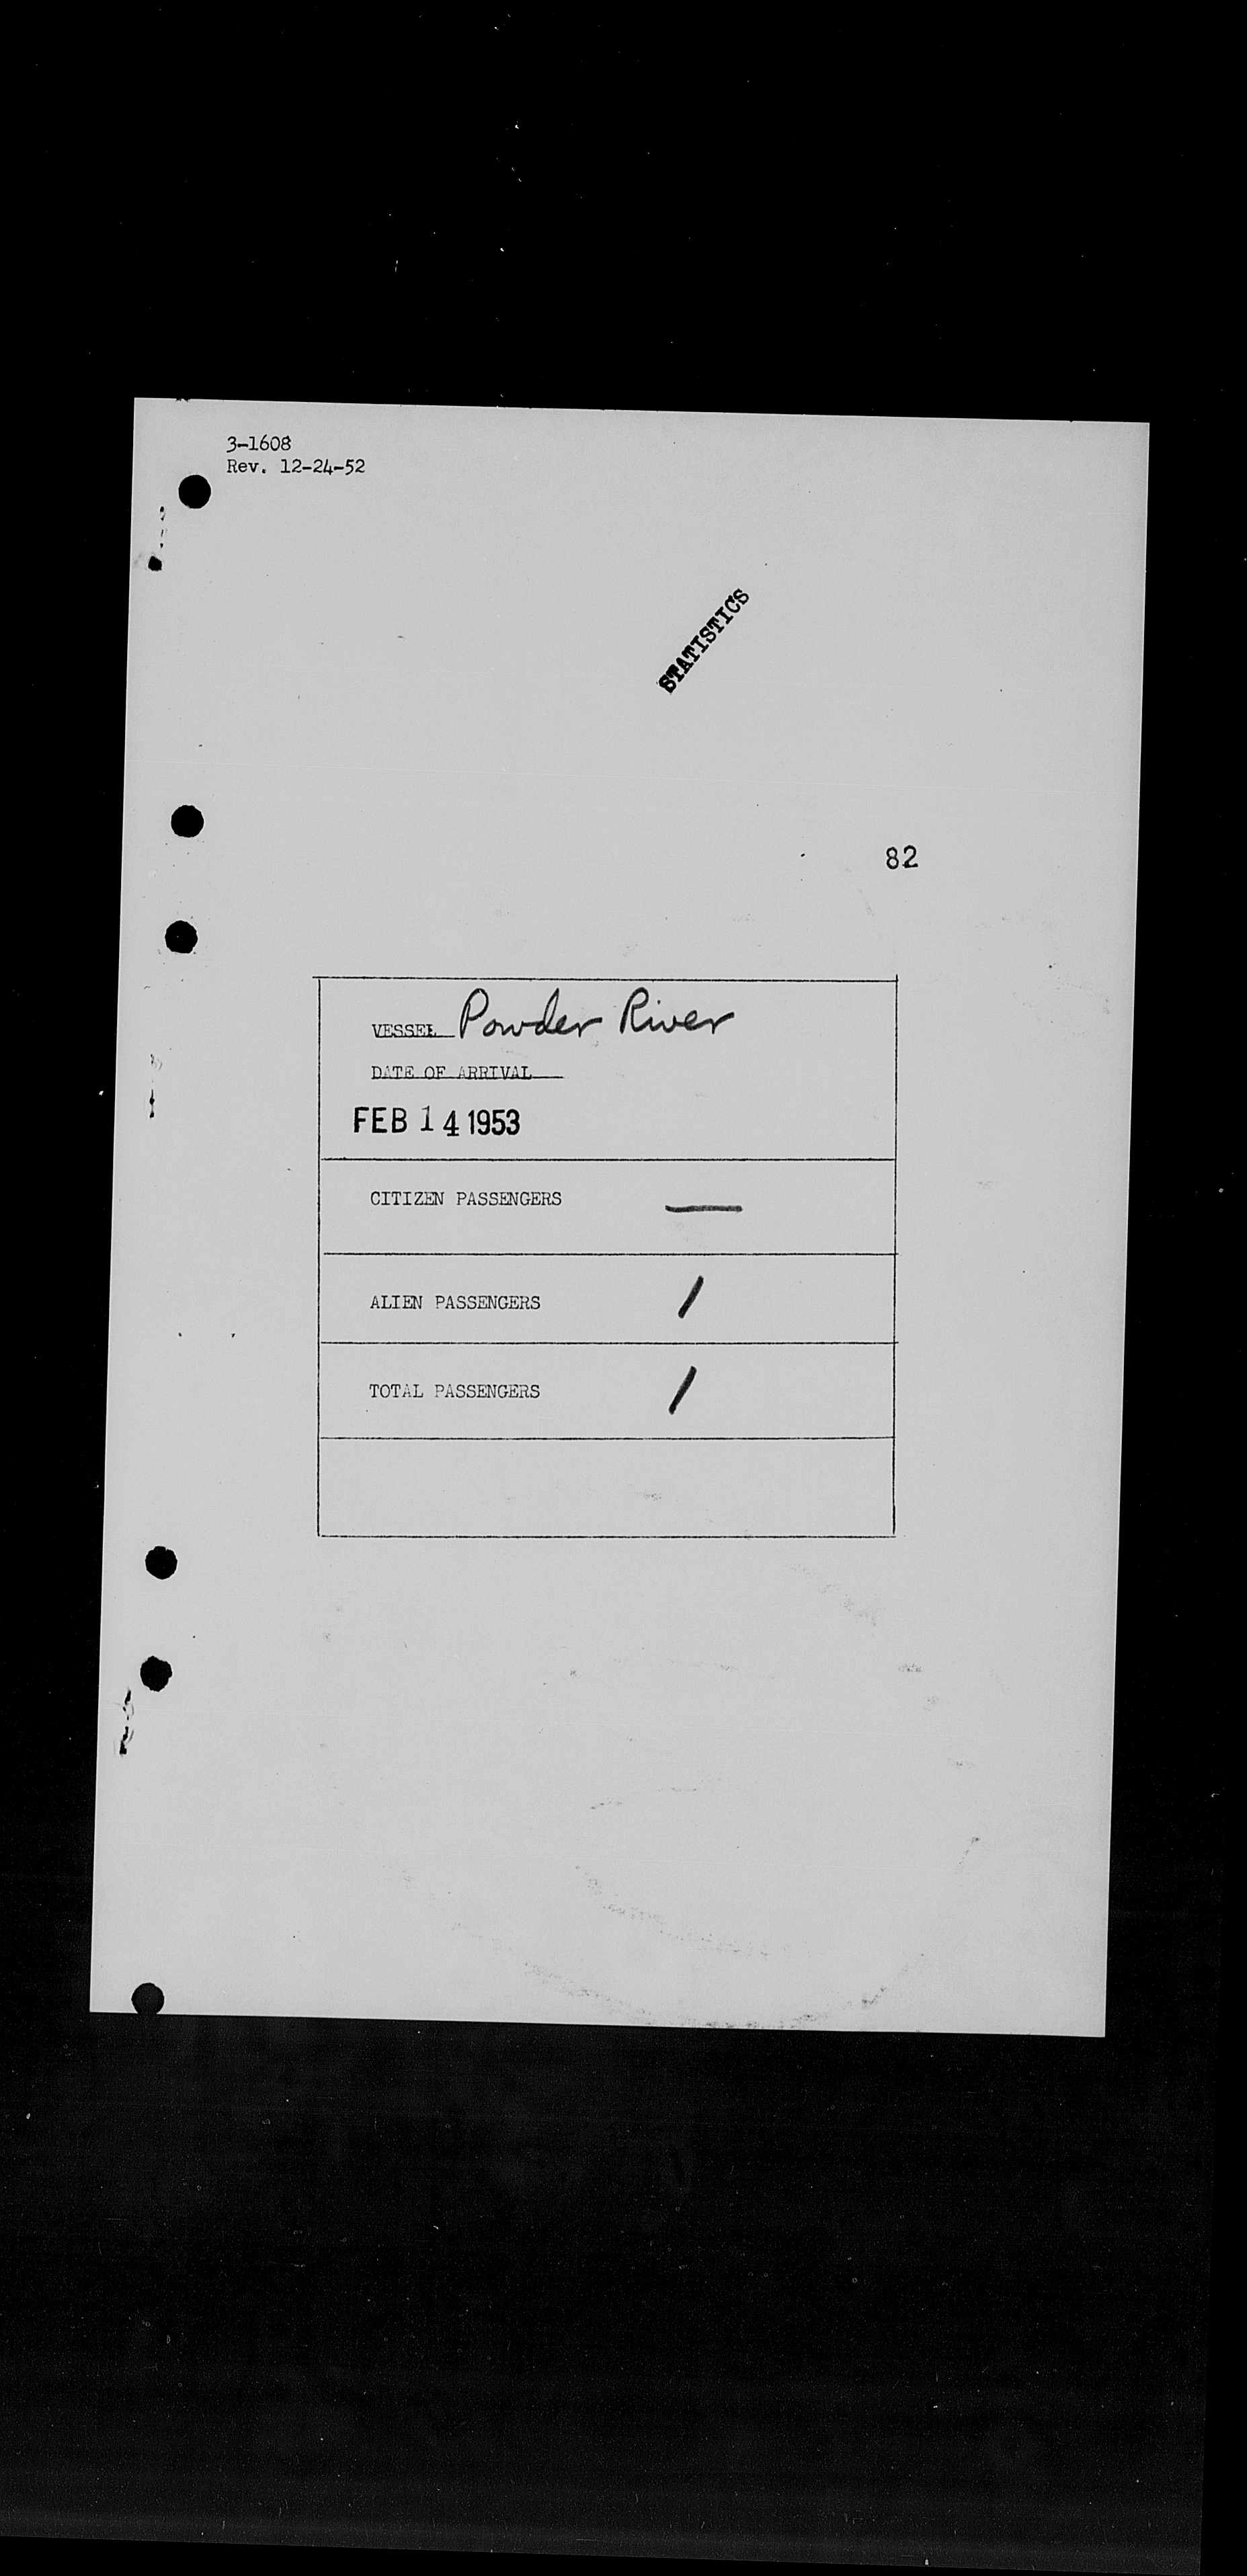 3-1608
Rev. 12-24-52
STATISTICS
82
VESSEL Powder River
DATE OF ARRIVAL
FEB 14 1953
CITIZEN PASSENGERS —
ALIEN PASSENGERS 1
TOTAL PASSENGERS 1